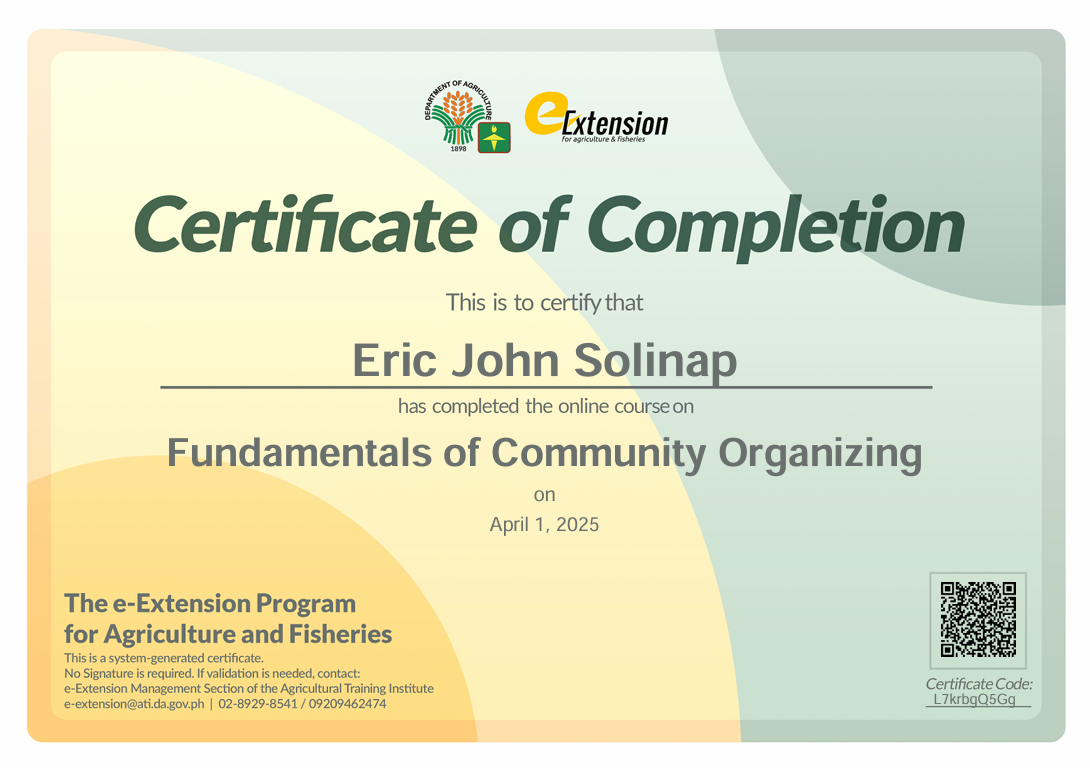 DEPARTMENT OF AGRICULTURE
1898
eExtension
for agriculture & fisheries
Certificate of Completion
This is to certify that
Eric John Solinap
has completed the online course on
Fundamentals of Community Organizing
on
April 1, 2025
The e-Extension Program
for Agriculture and Fisheries
This is a system-generated certificate.
No Signature is required. If validation is needed, contact:
e-Extension Management Section of the Agricultural Training Institute
e-extension@ati.da.gov.ph | 02-8929-8541 / 09209462474
Certificate Code:
L7krbgQ5Gg